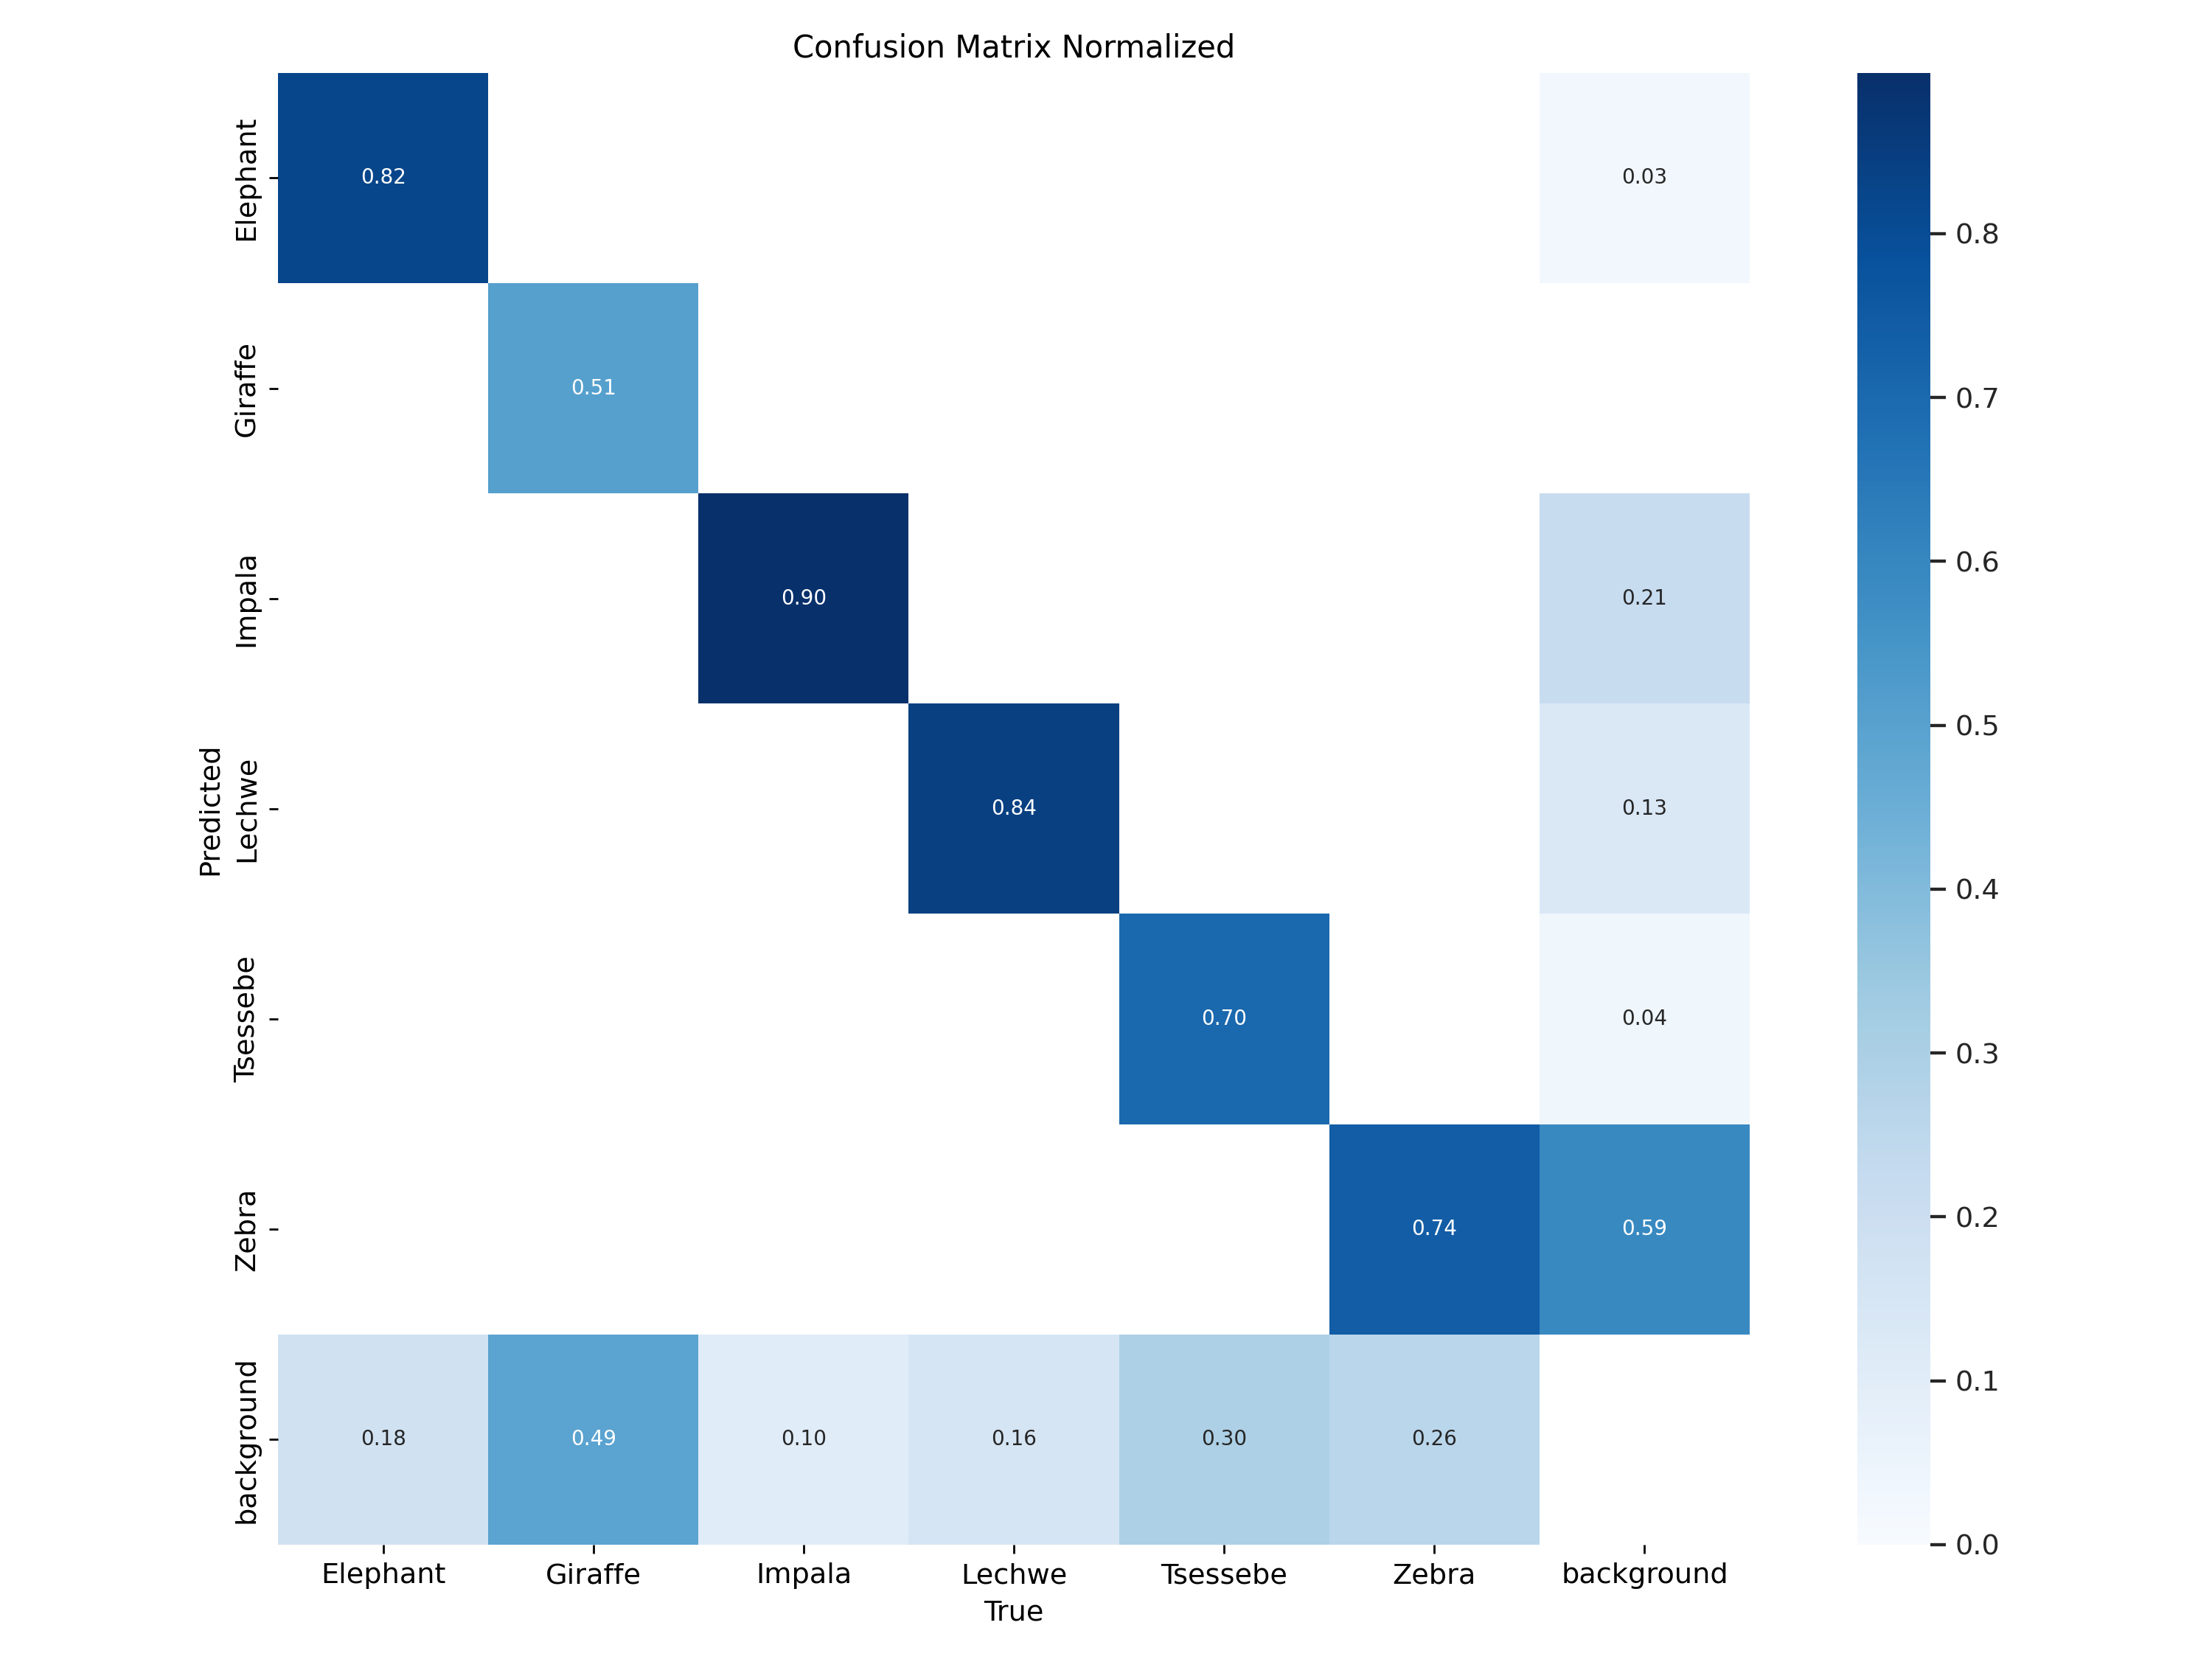 Confusion Matrix Normalized
Elephant
Giraffe
Impala
Lechwe
Tsessebe
Zebra
background
Predicted
0.82
0.03
0.51
0.90
0.21
0.84
0.13
0.70
0.04
0.74
0.59
0.18
0.49
0.10
0.16
0.30
0.26
Elephant
Giraffe
Impala
Lechwe
Tsessebe
Zebra
background
True
0.8
0.7
0.6
0.5
0.4
0.3
0.2
0.1
0.0